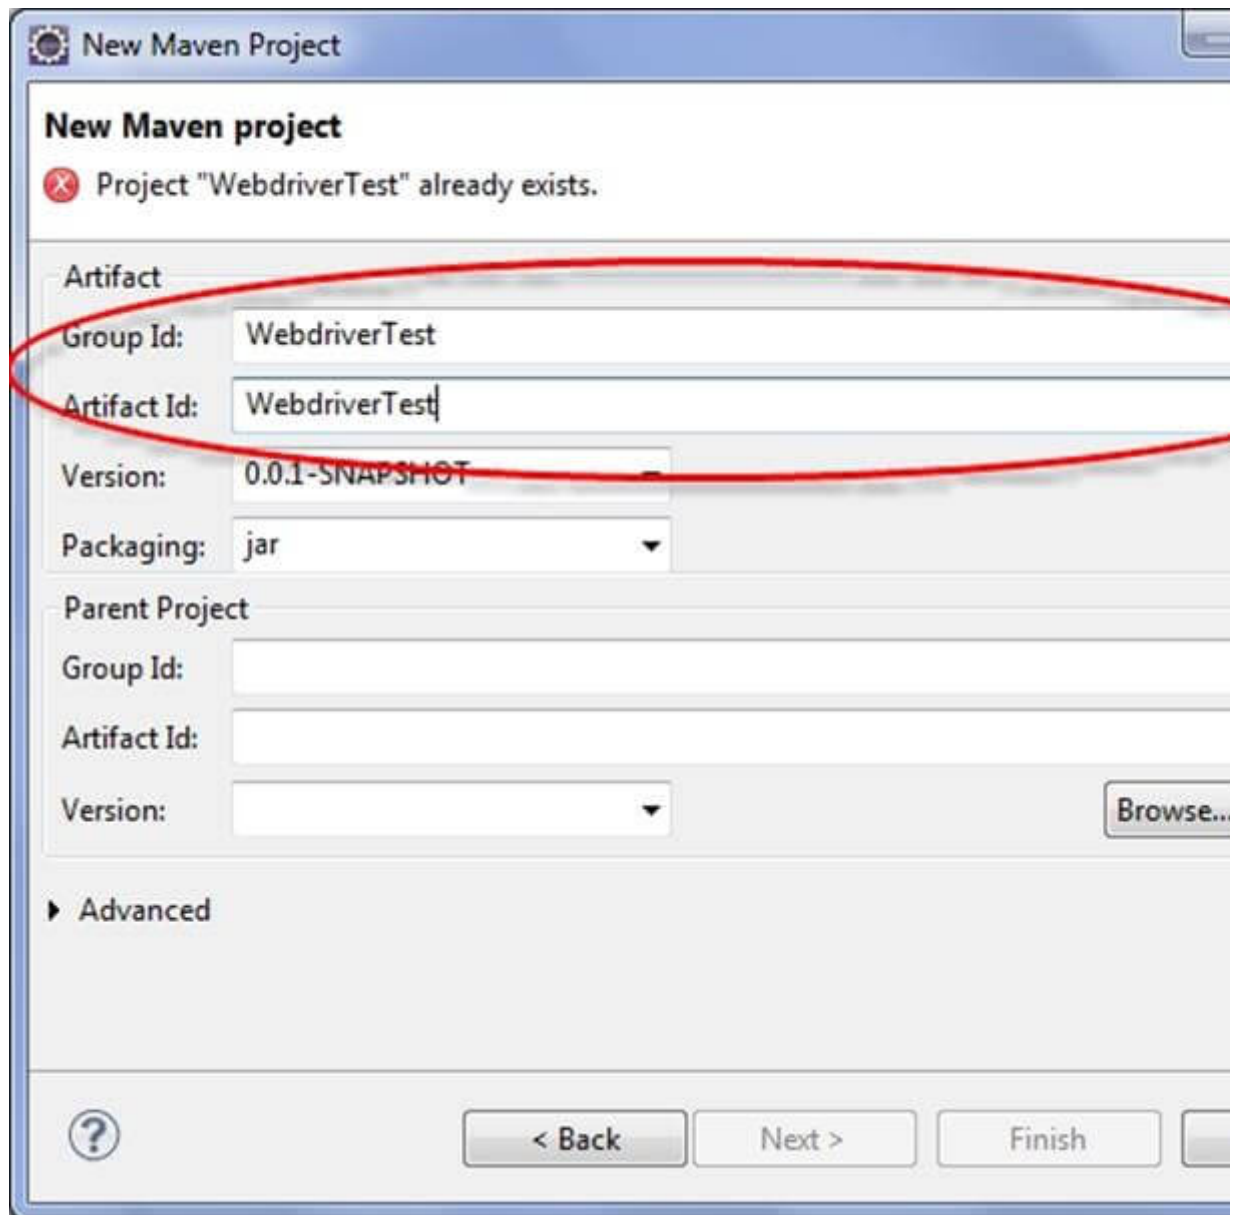 New Maven Project
New Maven project
Project "WebdriverTest" already exists.
Artifact
Group Id: WebdriverTest
Artifact Id: WebdriverTest
Version: 0.0.1-SNAPSHOT
Packaging: jar
Parent Project
Group Id:
Artifact Id:
Version:
Browse...
Advanced
? < Back Next > Finish